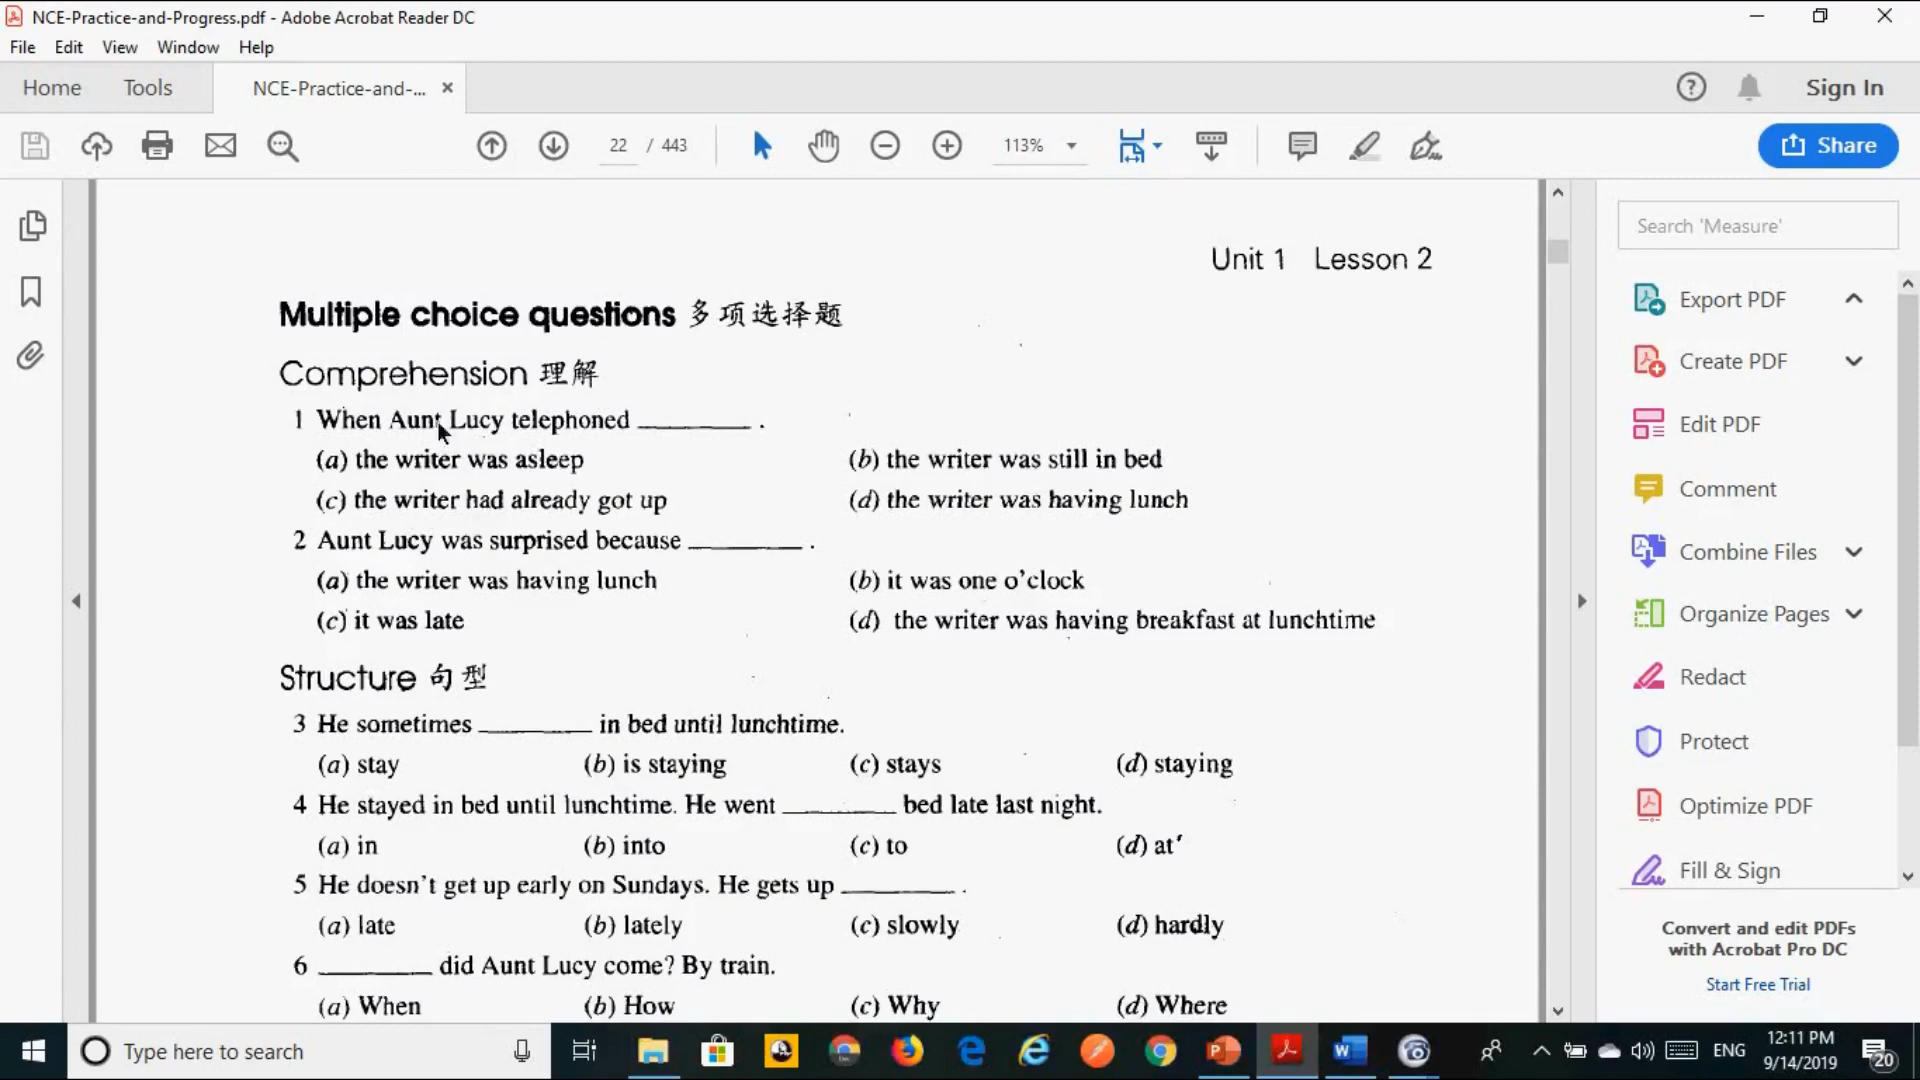 NCE-Practice-and-Progress.pdf - Adobe Acrobat Reader DC
File Edit View Window Help
Home Tools NCE-Practice-and-... × Sign In
22 / 443 113% Share
Search 'Measure'
Unit 1 Lesson 2
Multiple choice questions 多项选择题
Comprehension 理解
1 When Aunt Lucy telephoned ________ .
(a) the writer was asleep (b) the writer was still in bed
(c) the writer had already got up (d) the writer was having lunch
2 Aunt Lucy was surprised because ________ .
(a) the writer was having lunch (b) it was one o'clock
(c) it was late (d) the writer was having breakfast at lunchtime
Structure 句型
3 He sometimes ________ in bed until lunchtime.
(a) stay (b) is staying (c) stays (d) staying
4 He stayed in bed until lunchtime. He went ________ bed late last night.
(a) in (b) into (c) to (d) at
5 He doesn't get up early on Sundays. He gets up ________ .
(a) late (b) lately (c) slowly (d) hardly
6 ________ did Aunt Lucy come? By train.
(a) When (b) How (c) Why (d) Where
Export PDF
Create PDF
Edit PDF
Comment
Combine Files
Organize Pages
Redact
Protect
Optimize PDF
Fill & Sign
Convert and edit PDFs
with Acrobat Pro DC
Start Free Trial
Type here to search
ENG
12:11 PM
9/14/2019
20